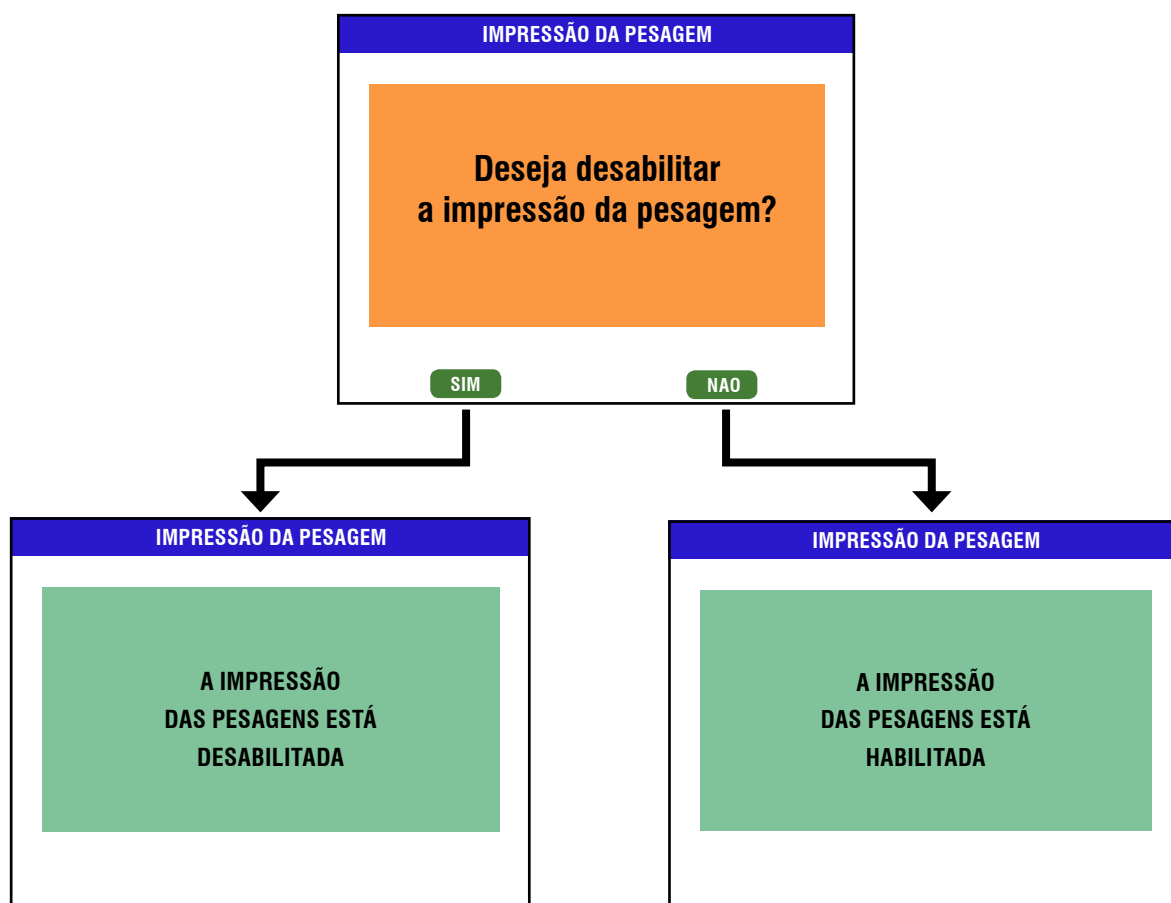 IMPRESSÃO DA PESAGEM
Deseja desabilitar
a impressão da pesagem?
SIM
NAO
IMPRESSÃO DA PESAGEM
A IMPRESSÃO
DAS PESAGENS ESTÁ
DESABILITADA
IMPRESSÃO DA PESAGEM
A IMPRESSÃO
DAS PESAGENS ESTÁ
HABILITADA